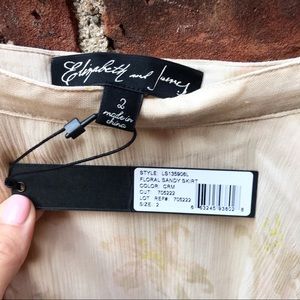 Elizabeth and James
2
made in
china
STYLE: LS135906L
FLORAL SANDY SKIRT
COLOR: CRM
CUT: 705222
LOT REF#: 705222
SIZE: 2